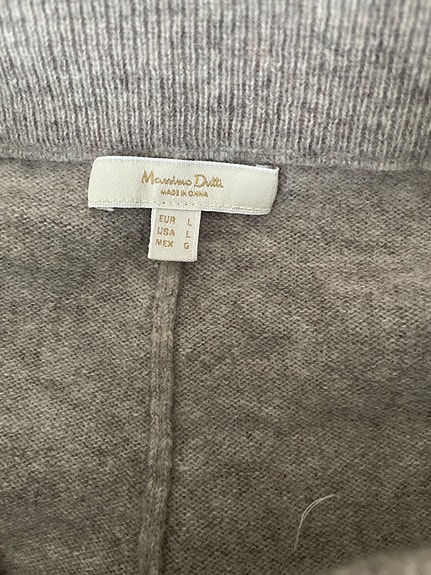 Massimo Dutti
MADE IN CHINA
EUR L
USA L
MEX G